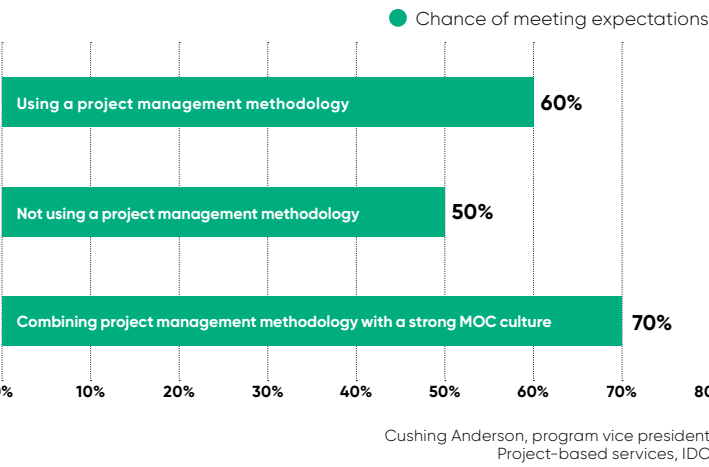 Chance of meeting expectations
Using a project management methodology 60%
Not using a project management methodology 50%
Combining project management methodology with a strong MOC culture 70%
% 10% 20% 30% 40% 50% 60% 70% 80
Cushing Anderson, program vice president
Project-based services, IDC